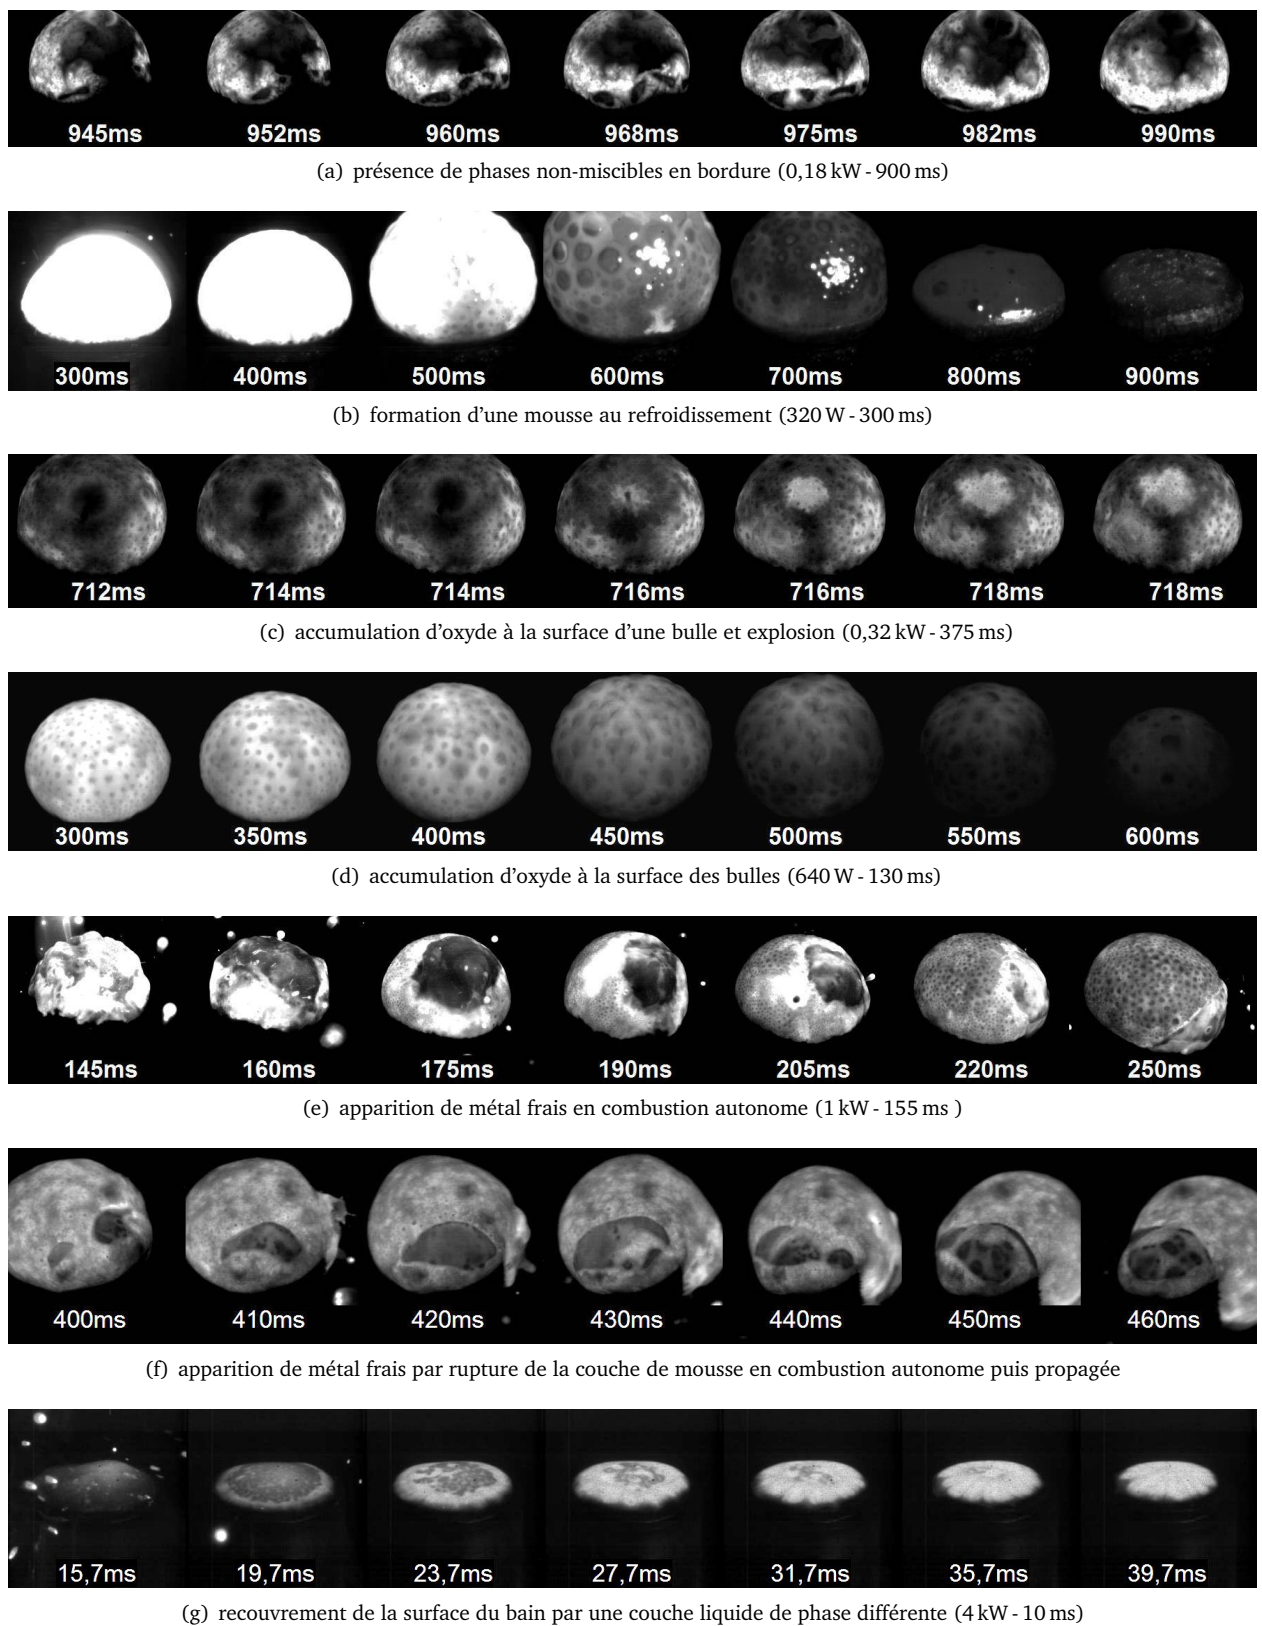 945ms 952ms 960ms 968ms 975ms 982ms 990ms
(a) présence de phases non-miscibles en bordure (0,18 kW - 900 ms)
300ms 400ms 500ms 600ms 700ms 800ms 900ms
(b) formation d'une mousse au refroidissement (320 W - 300 ms)
712ms 714ms 714ms 716ms 716ms 718ms 718ms
(c) accumulation d'oxyde à la surface d'une bulle et explosion (0,32 kW - 375 ms)
300ms 350ms 400ms 450ms 500ms 550ms 600ms
(d) accumulation d'oxyde à la surface des bulles (640 W - 130 ms)
145ms 160ms 175ms 190ms 205ms 220ms 250ms
(e) apparition de métal frais en combustion autonome (1 kW - 155 ms )
400ms 410ms 420ms 430ms 440ms 450ms 460ms
(f) apparition de métal frais par rupture de la couche de mousse en combustion autonome puis propagée
15,7ms 19,7ms 23,7ms 27,7ms 31,7ms 35,7ms 39,7ms
(g) recouvrement de la surface du bain par une couche liquide de phase différente (4 kW - 10 ms)